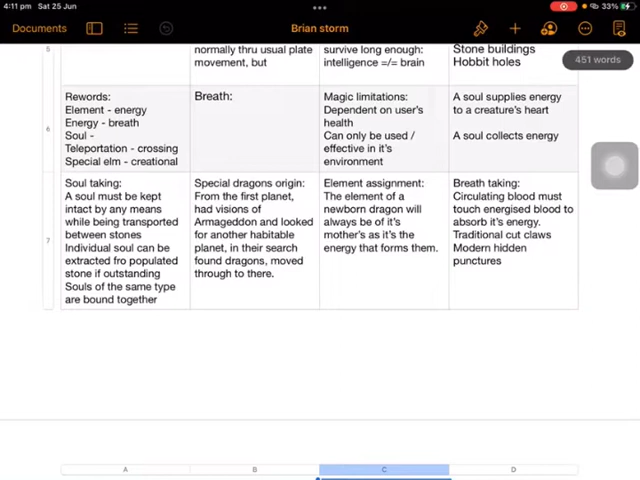 4:11 pm Sat 25 Jun
33%
Documents
Brian storm
451 words
5
normally thru usual plate
movement, but
survive long enough:
intelligence =/= brain
Stone buildings
Hobbit holes
6
Rewords:
Element - energy
Energy - breath
Soul -
Teleportation - crossing
Special elm - creational
Breath:
Magic limitations:
Dependent on user's
health
Can only be used /
effective in it's
environment
A soul supplies energy
to a creature's heart
A soul collects energy
7
Soul taking:
A soul must be kept
intact by any means
while being transported
between stones
Individual soul can be
extracted fro populated
stone if outstanding
Souls of the same type
are bound together
Special dragons origin:
From the first planet,
had visions of
Armageddon and looked
for another habitable
planet, in their search
found dragons, moved
through to there.
Element assignment:
The element of a
newborn dragon will
always be of it's
mother's as it's the
energy that forms them.
Breath taking:
Circulating blood must
touch energised blood to
absorb it's energy.
Traditional cut claws
Modern hidden
punctures
A
B
C
D